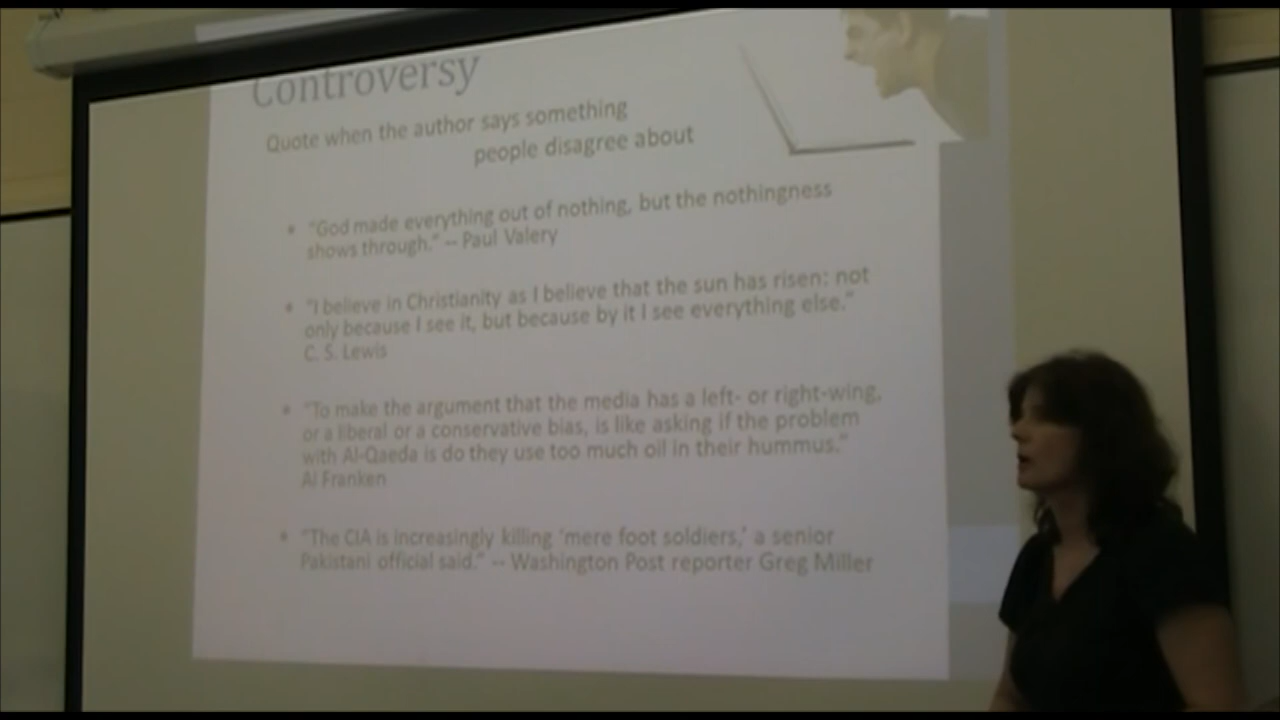 Controversy
Quote when the author says something
people disagree about
• "God made everything out of nothing, but the nothingness
shows through." -- Paul Valery
• "I believe in Christianity as I believe that the sun has risen: not
only because I see it, but because by it I see everything else."
C. S. Lewis
• "To make the argument that the media has a left- or right-wing,
or a liberal or a conservative bias, is like asking if the problem
with Al-Qaeda is do they use too much oil in their hummus."
Al Franken
• "The CIA is increasingly killing 'mere foot soldiers,' a senior
Pakistani official said." -- Washington Post reporter Greg Miller